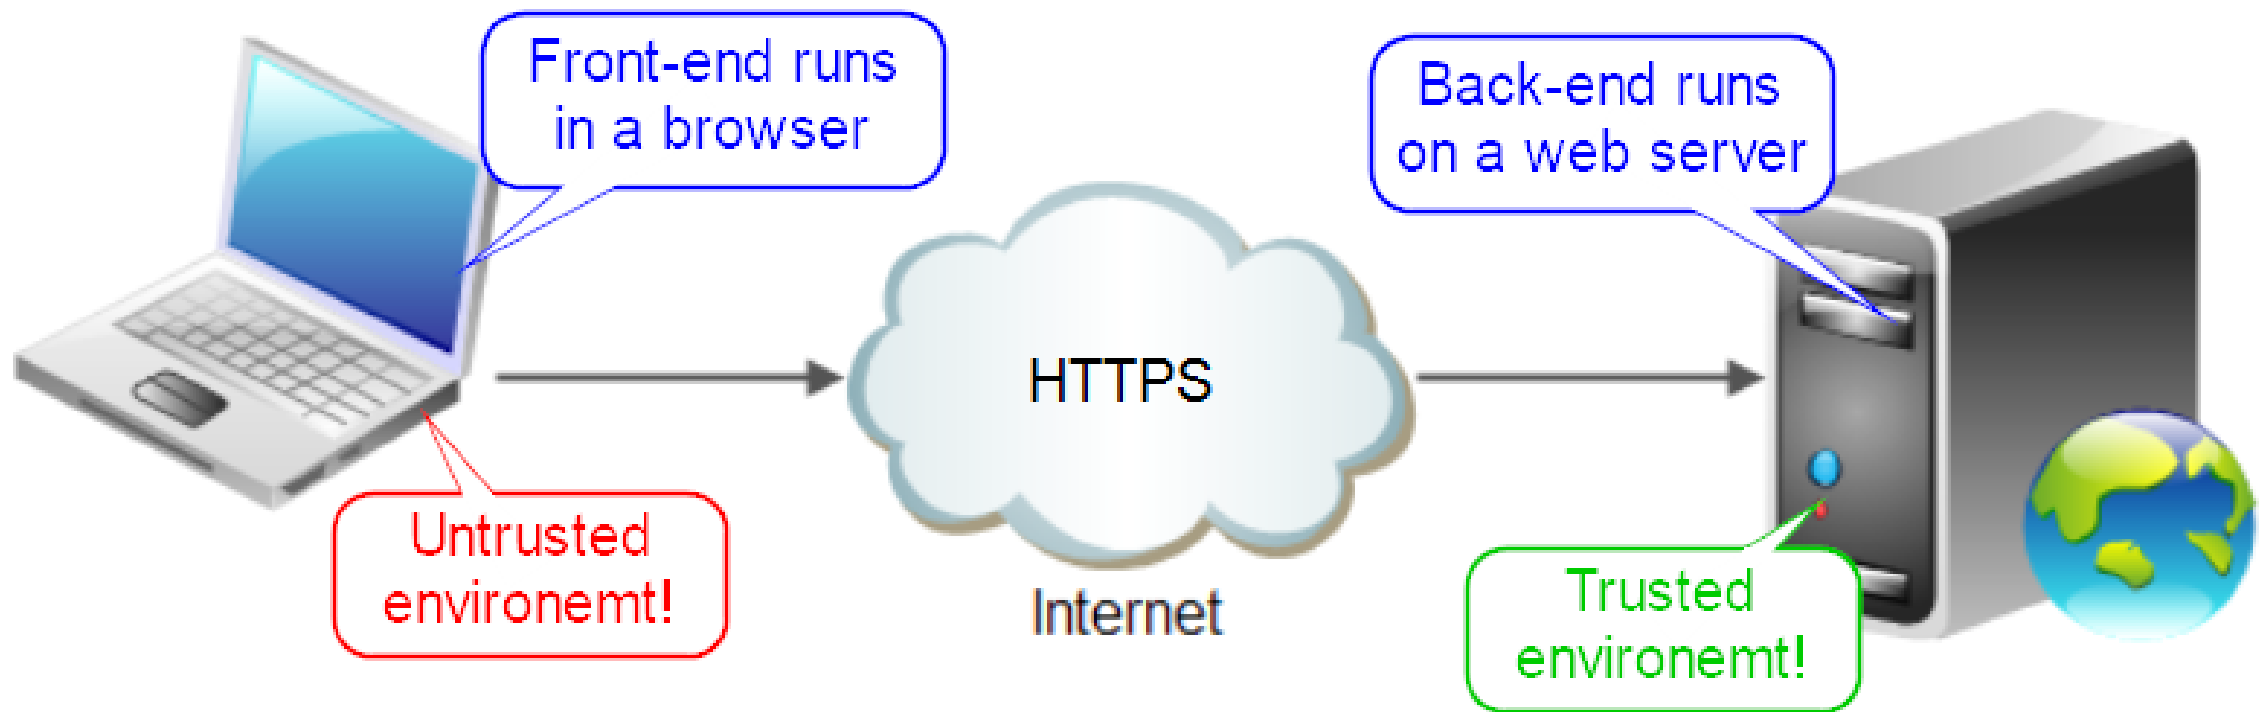 Front-end runs
in a browser
Back-end runs
on a web server
HTTPS
Untrusted
environemt!
Internet
Trusted
environemt!